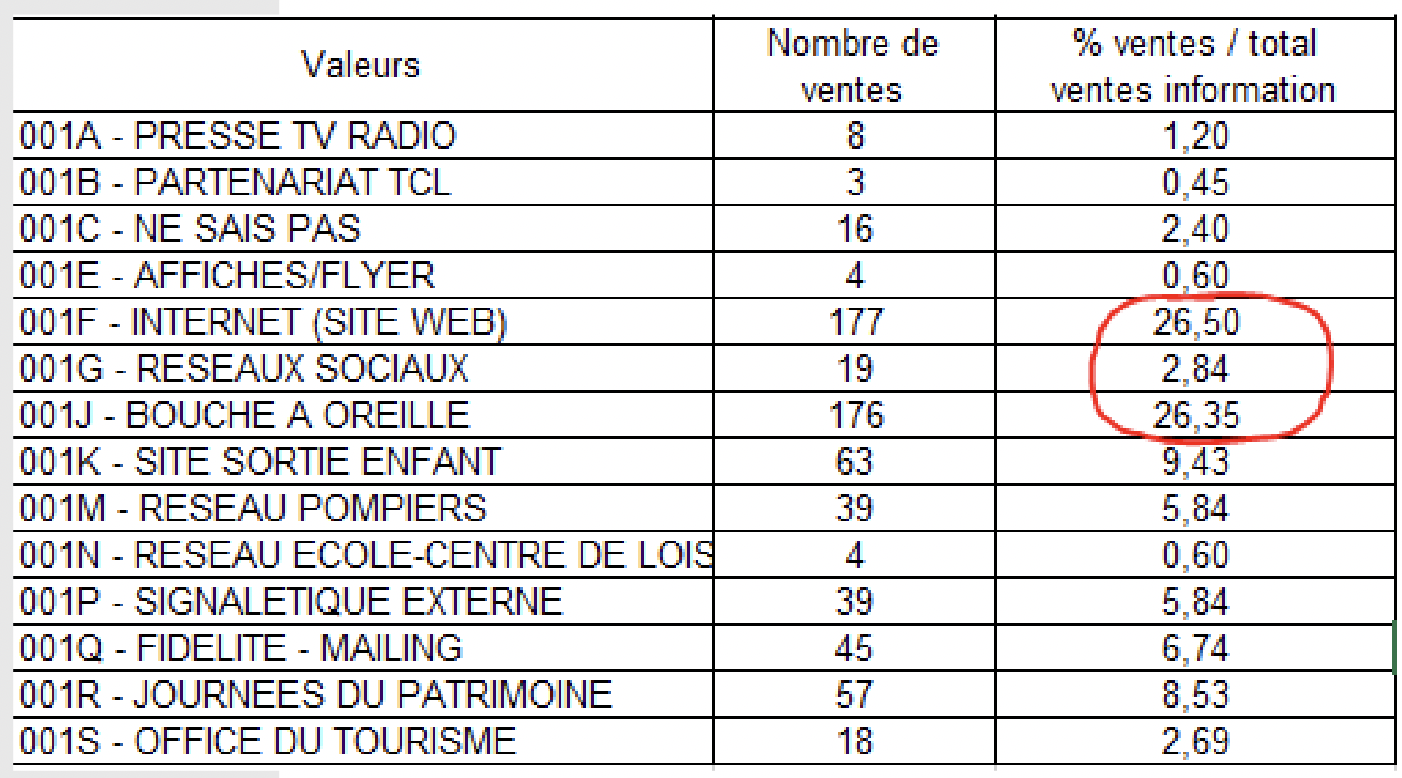 Valeurs Nombre de ventes % ventes / total ventes information
001A - PRESSE TV RADIO 8 1,20
001B - PARTENARIAT TCL 3 0,45
001C - NE SAIS PAS 16 2,40
001E - AFFICHES/FLYER 4 0,60
001F - INTERNET (SITE WEB) 177 26,50
001G - RESEAUX SOCIAUX 19 2,84
001J - BOUCHE A OREILLE 176 26,35
001K - SITE SORTIE ENFANT 63 9,43
001M - RESEAU POMPIERS 39 5,84
001N - RESEAU ECOLE-CENTRE DE LOIS 4 0,60
001P - SIGNALETIQUE EXTERNE 39 5,84
001Q - FIDELITE - MAILING 45 6,74
001R - JOURNEES DU PATRIMOINE 57 8,53
001S - OFFICE DU TOURISME 18 2,69